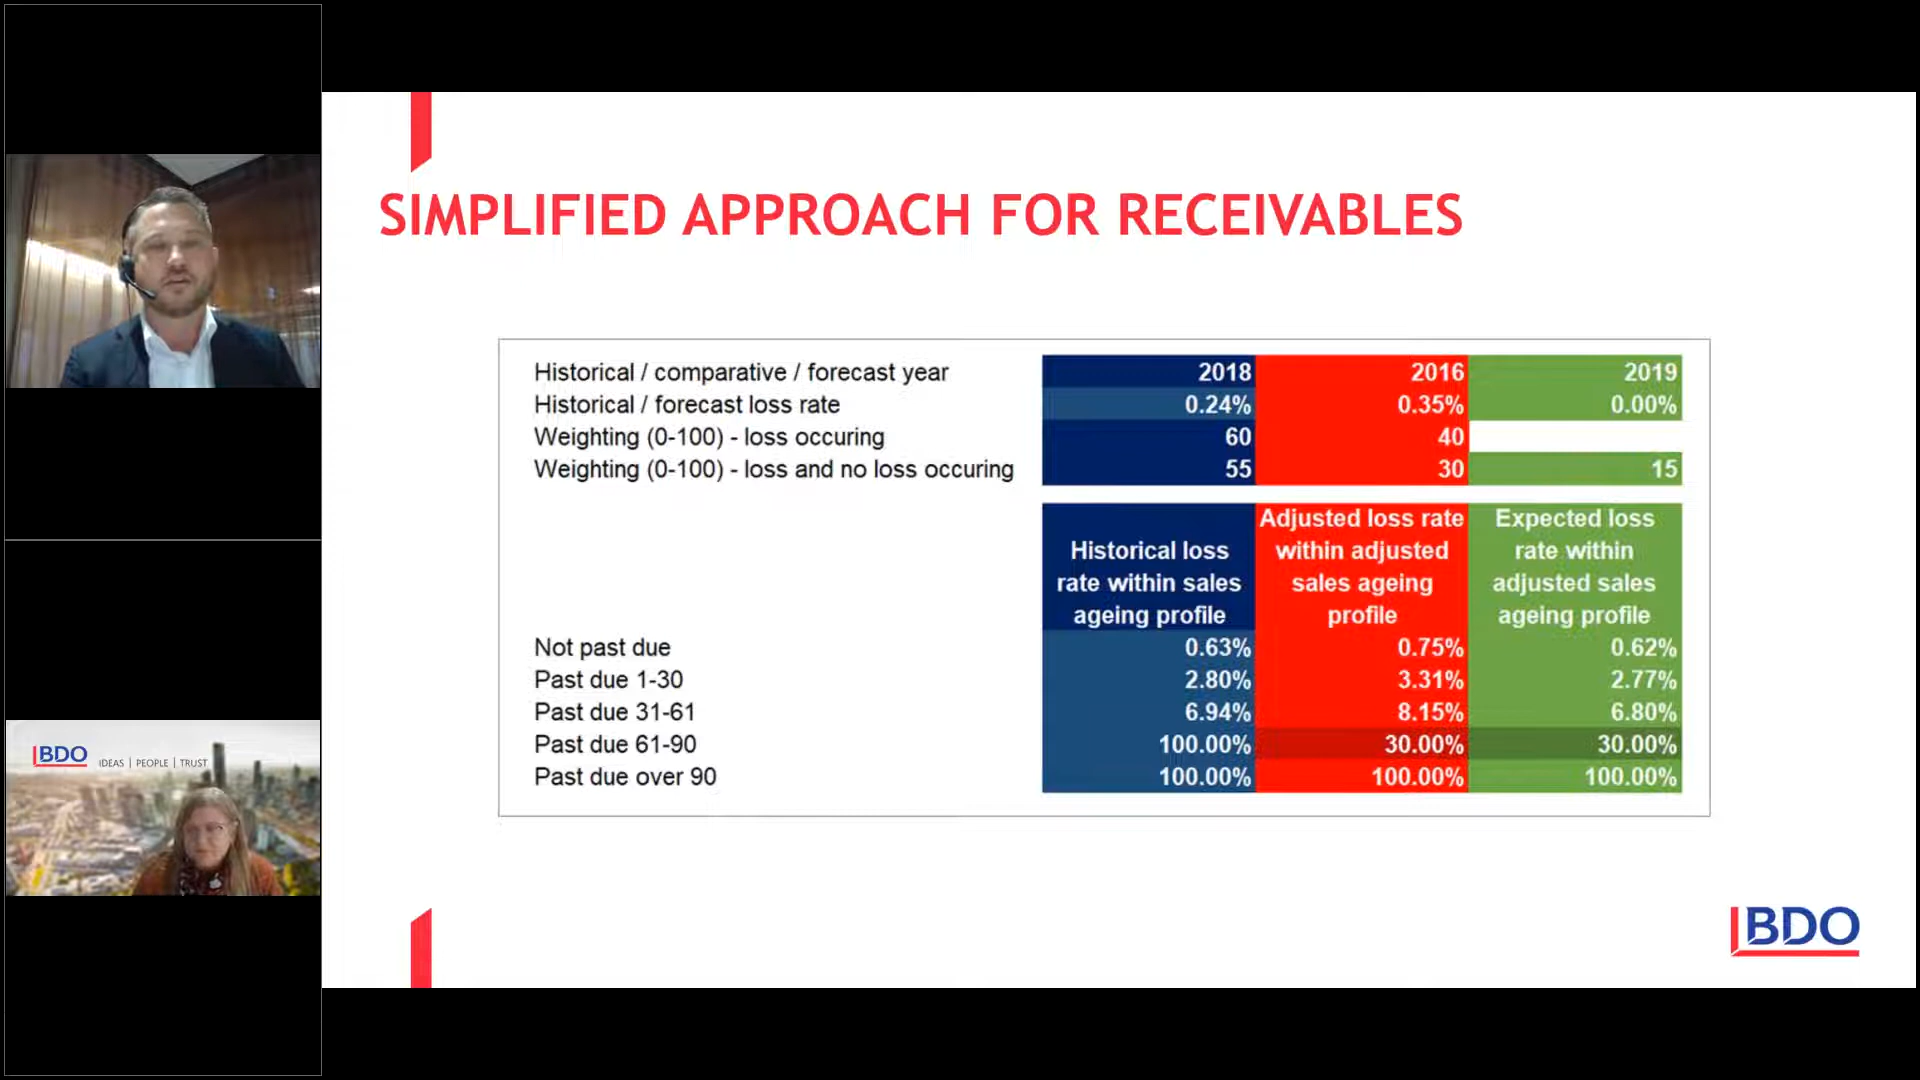 SIMPLIFIED APPROACH FOR RECEIVABLES
Historical / comparative / forecast year 2018 2016 2019
Historical / forecast loss rate 0.24% 0.35% 0.00%
Weighting (0-100) - loss occuring 60 40
Weighting (0-100) - loss and no loss occuring 55 30 15
Historical loss
rate within sales
ageing profile
Adjusted loss rate
within adjusted
sales ageing
profile
Expected loss
rate within
adjusted sales
ageing profile
Not past due 0.63% 0.75% 0.62%
Past due 1-30 2.80% 3.31% 2.77%
Past due 31-61 6.94% 8.15% 6.80%
Past due 61-90 100.00% 30.00% 30.00%
Past due over 90 100.00% 100.00% 100.00%
BDO
BDO IDEAS | PEOPLE | TRUST